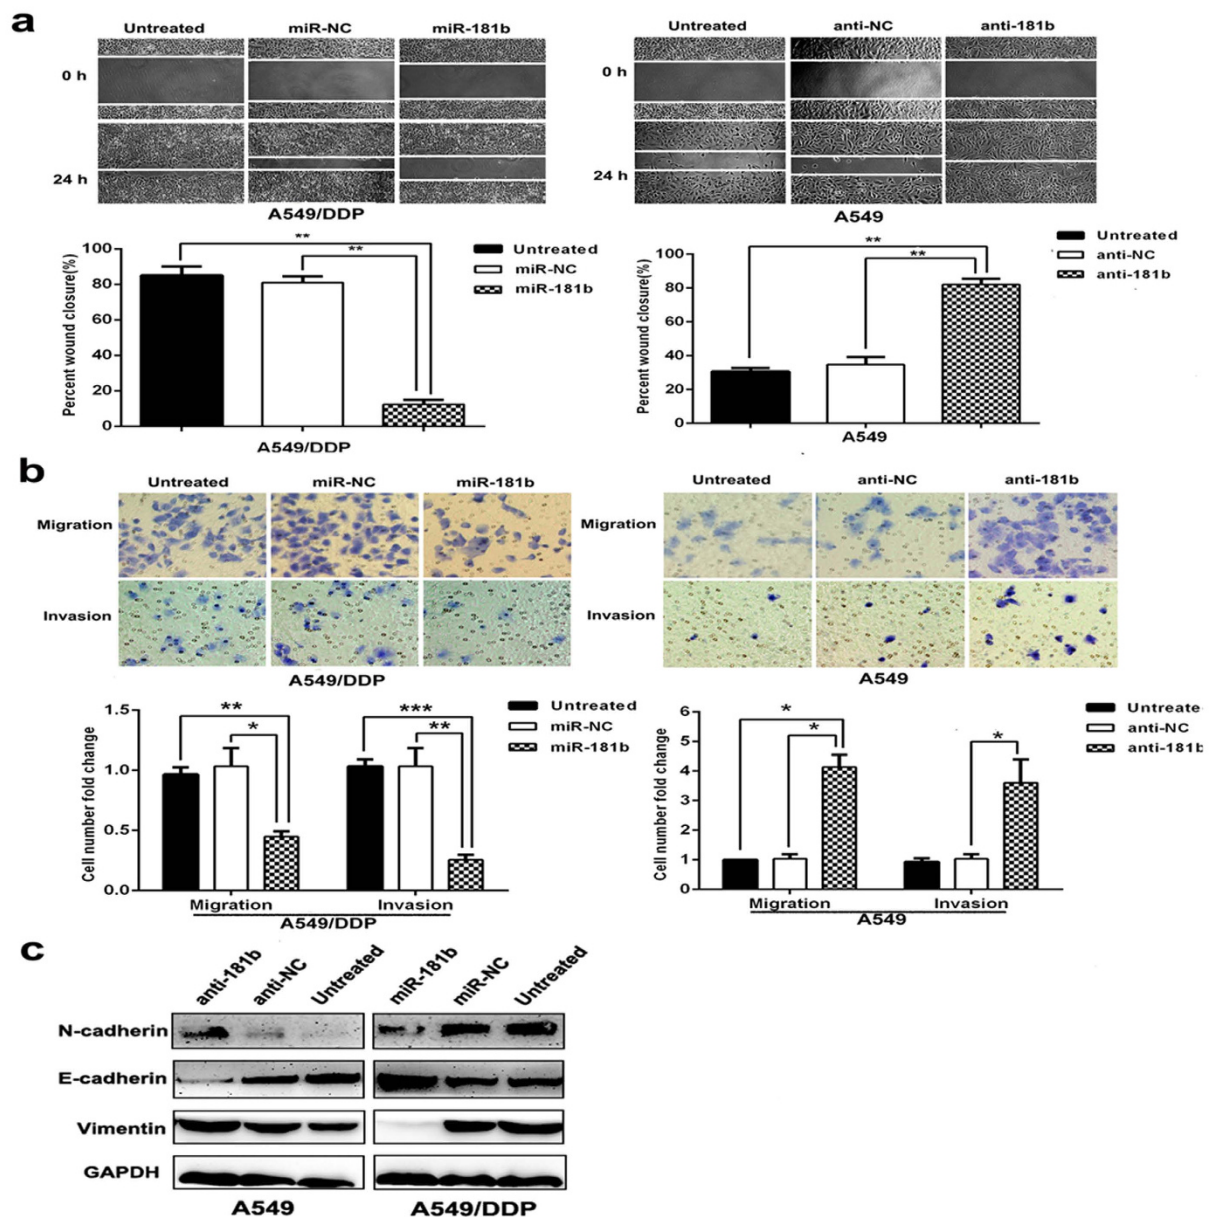 a
Untreated miR-NC miR-181b
0 h
24 h
A549/DDP
Untreated anti-NC anti-181b
0 h
24 h
A549
Percent wound closure(%)
100
80
60
40
20
0
** **
Untreated
miR-NC
miR-181b
A549/DDP
Percent wound closure(%)
100
80
60
40
20
0
** **
Untreated
anti-NC
anti-181b
A549
b
Untreated miR-NC miR-181b
Migration
Invasion
A549/DDP
Untreated anti-NC anti-181b
Migration
Invasion
A549
Cell number fold change
1.5
1.0
0.5
0.0
** * *** **
Untreated
miR-NC
miR-181b
Migration Invasion
A549/DDP
Cell number fold change
6
5
4
3
2
1
0
* * *
Untreate
anti-NC
anti-181b
Migration Invasion
A549
c
anti-181b anti-NC Untreated miR-181b miR-NC Untreated
N-cadherin
E-cadherin
Vimentin
GAPDH
A549 A549/DDP